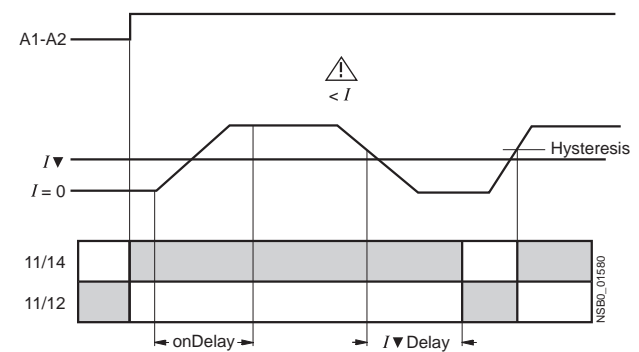 A1-A2
< I
I▼
Hysteresis
I = 0
11/14
11/12
NSB0_01580
onDelay
I▼Delay